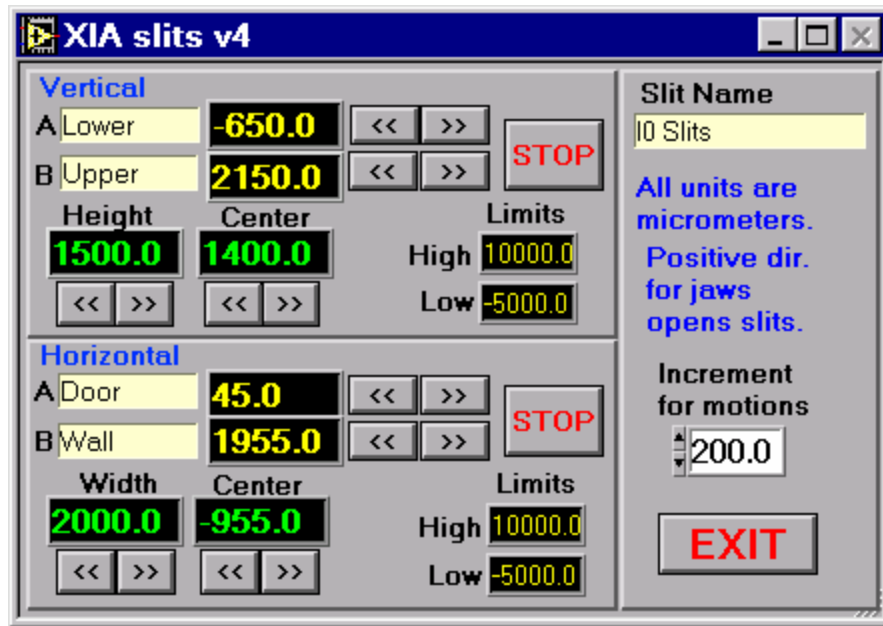 XIA slits v4
Vertical
A Lower -650.0 << >>
B Upper 2150.0 << >>
STOP
Height Center Limits
1500.0 1400.0 High 10000.0
<< >> << >> Low -5000.0
Horizontal
A Door 45.0 << >>
B Wall 1955.0 << >>
STOP
Width Center Limits
2000.0 -955.0 High 10000.0
<< >> << >> Low -5000.0
Slit Name
I0 Slits
All units are
micrometers.
Positive dir.
for jaws
opens slits.
Increment
for motions
200.0
EXIT